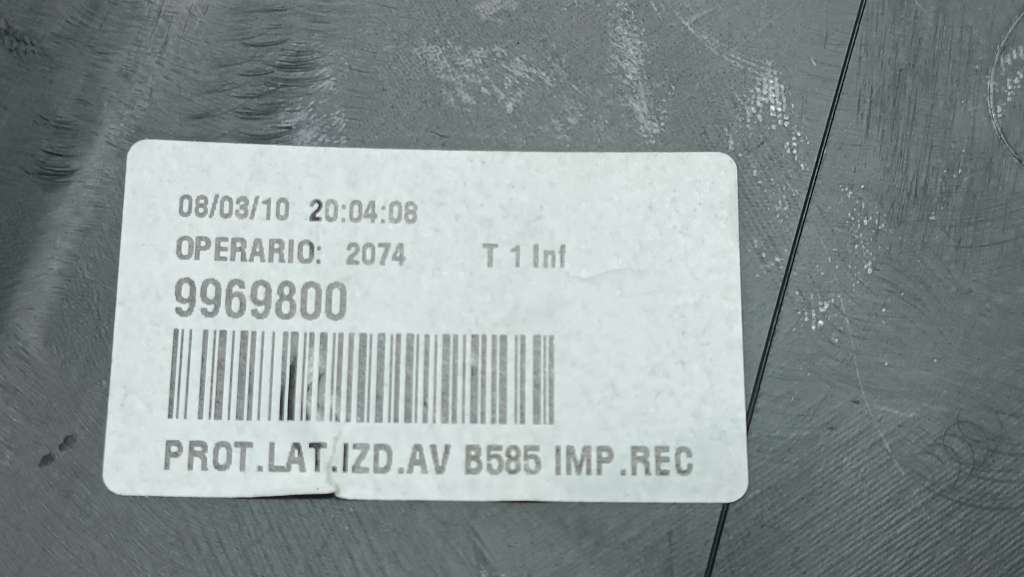 08/03/10 20:04:08
OPERARIO: 2074 T 1 Inf
9969800
PROT.LAT.IZD.AV B585 IMP.REC